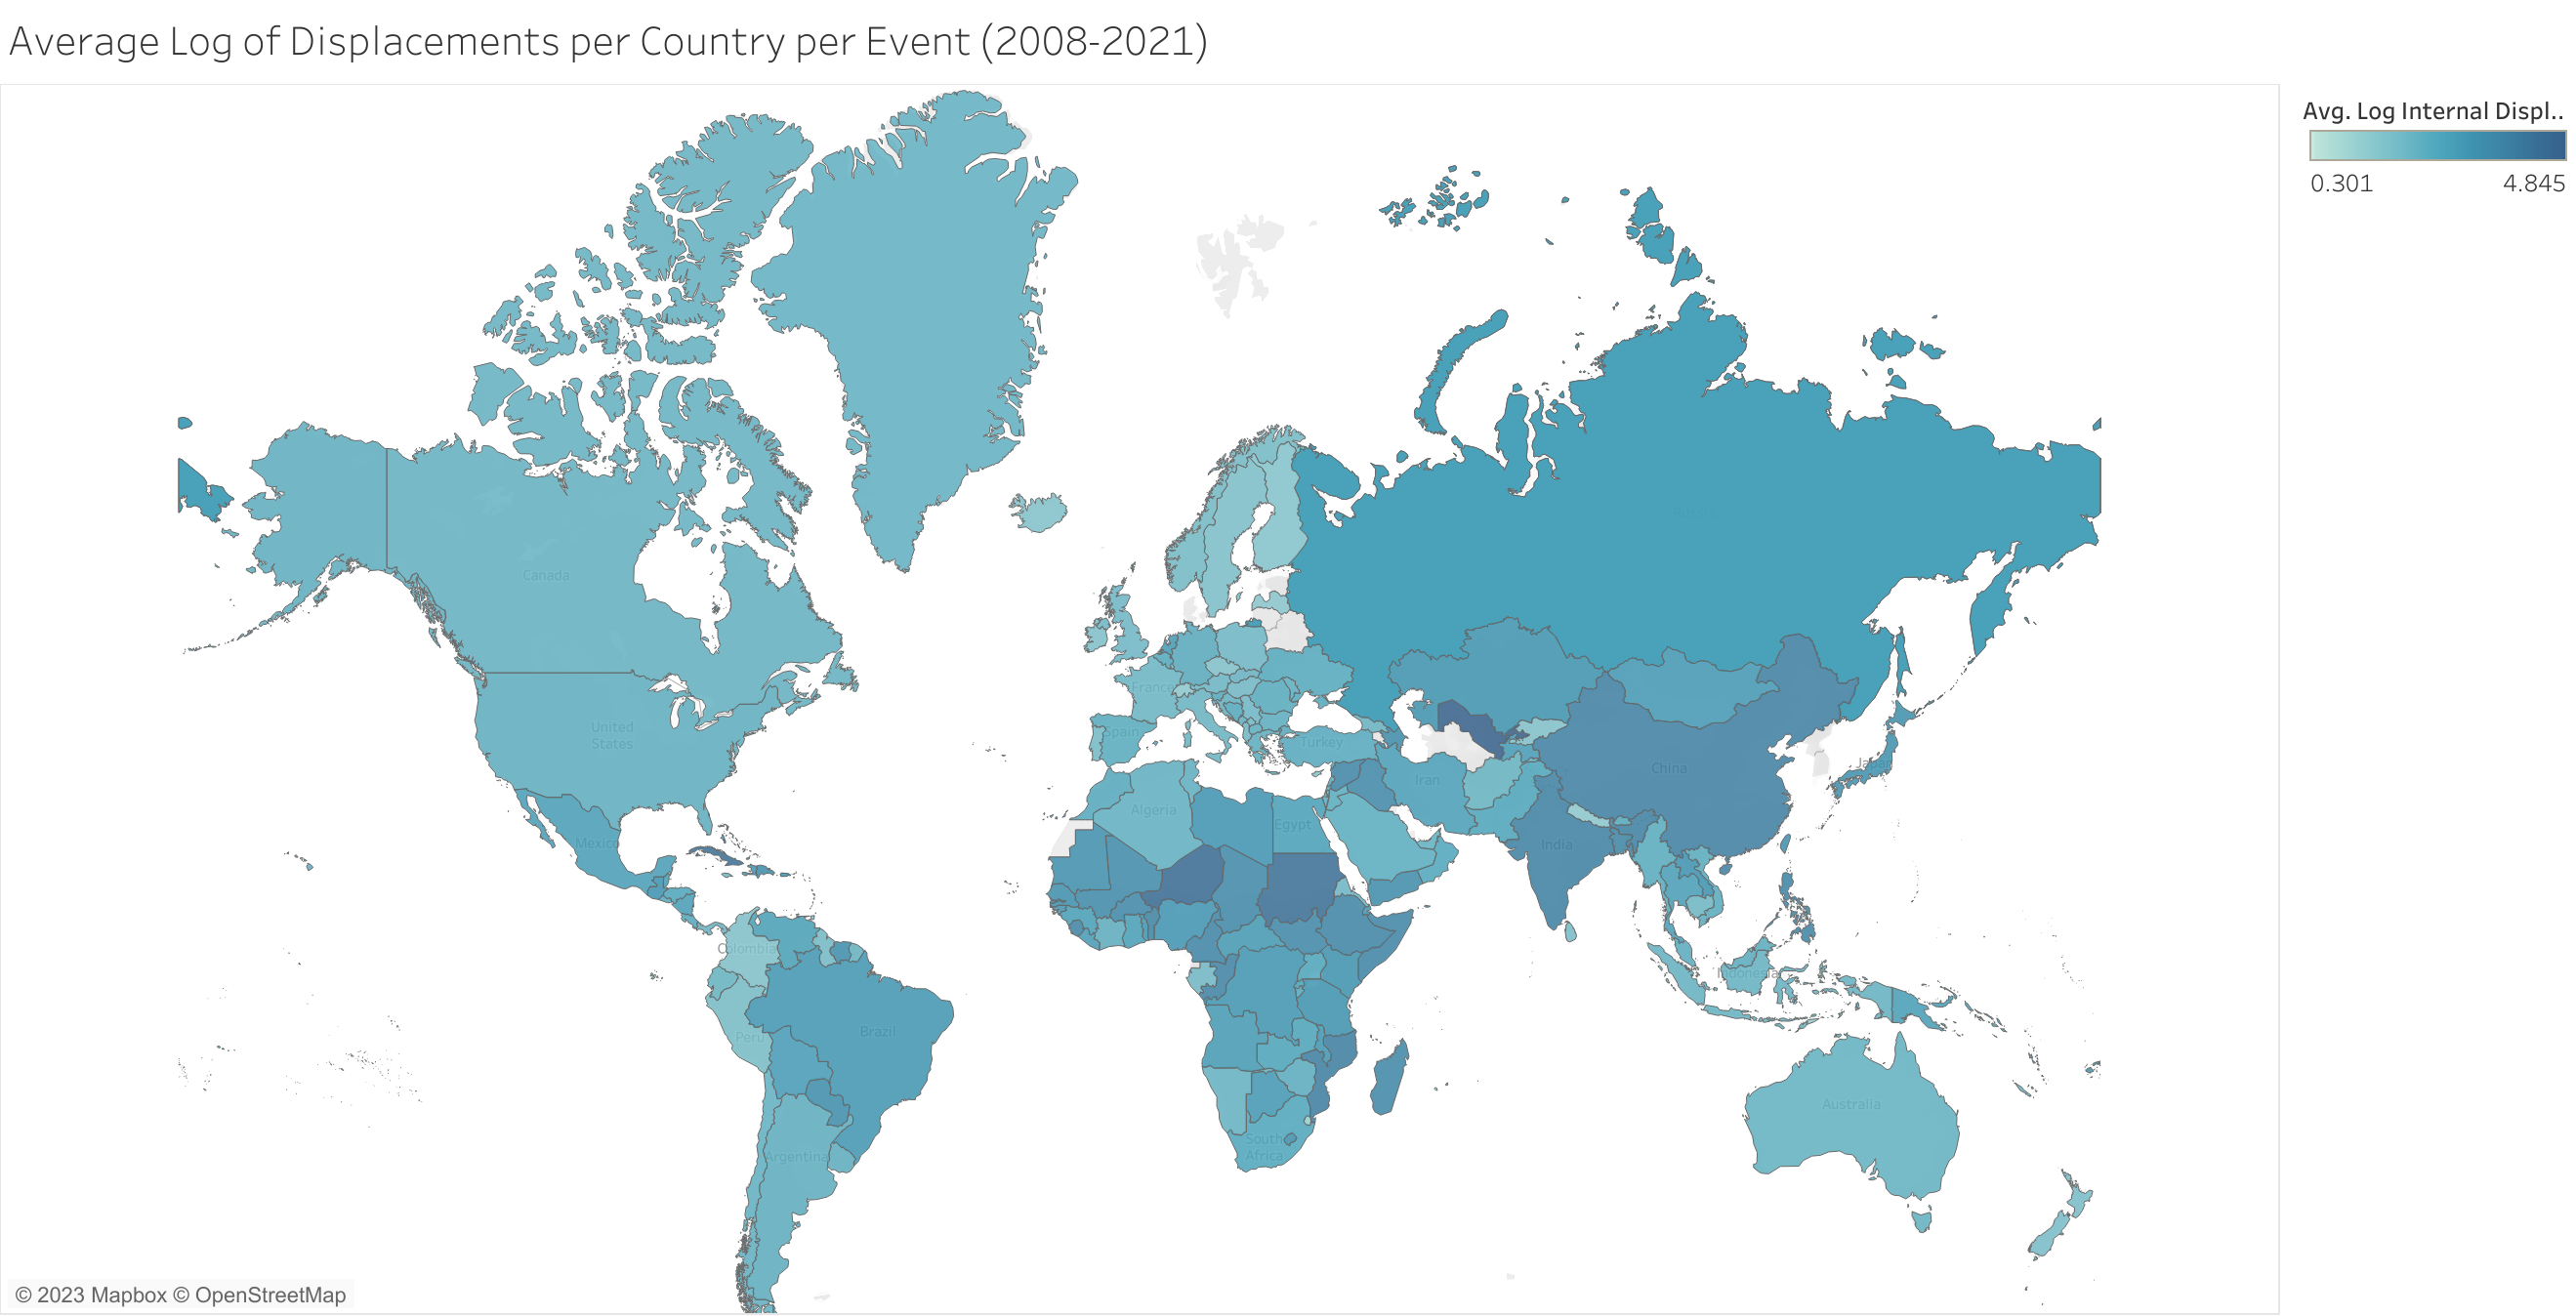 Average Log of Displacements per Country per Event (2008-2021)
Avg. Log Internal Displ..
0.301 4.845
Canada
United
States
Mexico
Colombia
Peru
Brazil
Argentina
France
Spain
Turkey
Algeria
Egypt
Iran
China
Japan
India
Indonesia
South
Africa
Australia
© 2023 Mapbox © OpenStreetMap